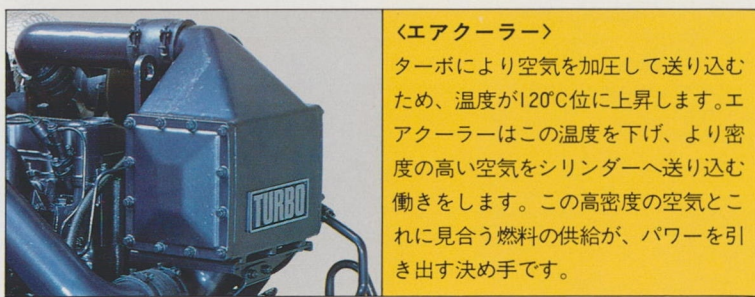 TURBO
〈エアクーラー〉
ターボにより空気を加圧して送り込む
ため、温度が120℃位に上昇します。エ
アクーラーはこの温度を下げ、より密
度の高い空気をシリンダーへ送り込む
働きをします。この高密度の空気とこ
れに見合う燃料の供給が、パワーを引
き出す決め手です。